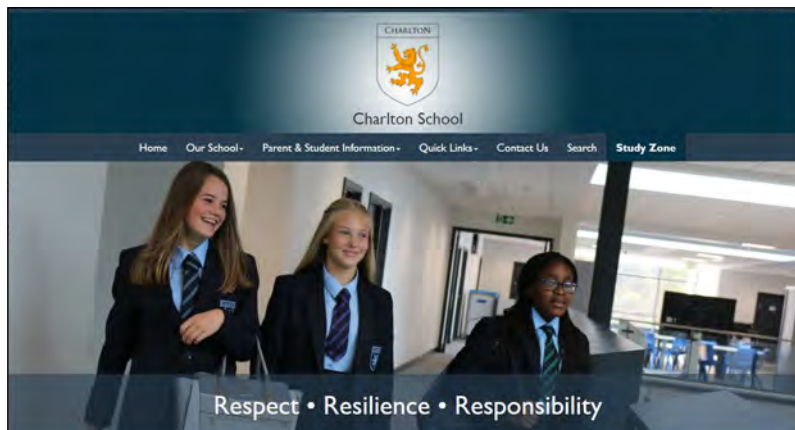 CHARLTON
Charlton School
Home Our School Parent & Student Information Quick Links Contact Us Search Study Zone
Respect • Resilience • Responsibility